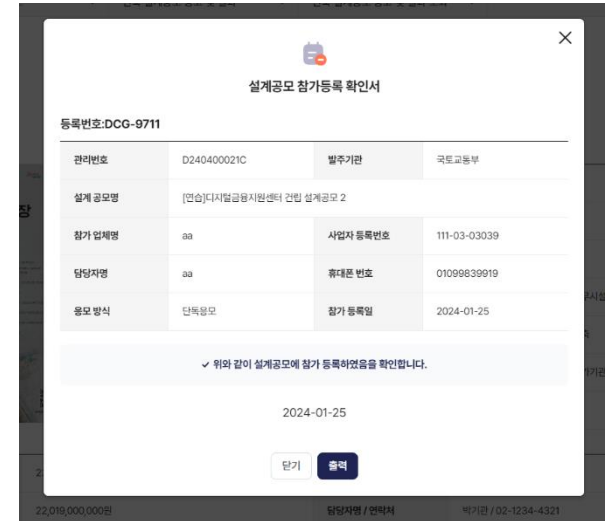 설계공모 참가등록 확인서
등록번호:DCG-9711
관리번호 D240400021C 발주기관 국토교통부
설계 공모명 [연습]디지털금융지원센터 건립 설계공모 2
참가 업체명 aa 사업자 등록번호 111-03-03039
담당자명 aa 휴대폰 번호 01099839919
응모 방식 단독응모 참가 등록일 2024-01-25
✓ 위와 같이 설계공모에 참가 등록하였음을 확인합니다.
2024-01-25
닫기 출력
22,019,000,000원 담당자명 / 연락처 박기관 / 02-1234-4321